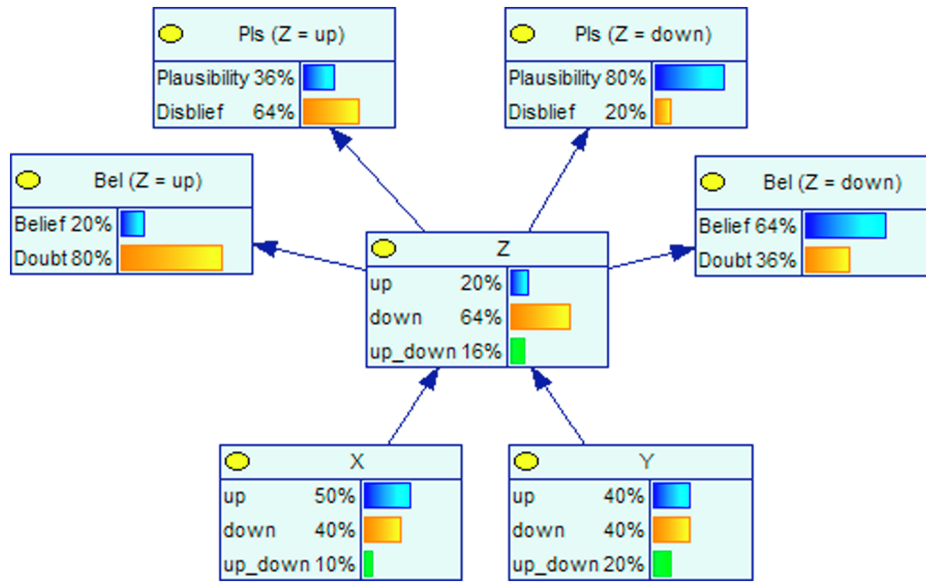 Pls (Z = up)
Plausibility 36%
Disblief 64%
Pls (Z = down)
Plausibility 80%
Disblief 20%
Bel (Z = up)
Belief 20%
Doubt 80%
Bel (Z = down)
Belief 64%
Doubt 36%
Z
up 20%
down 64%
up_down 16%
X
up 50%
down 40%
up_down 10%
Y
up 40%
down 40%
up_down 20%